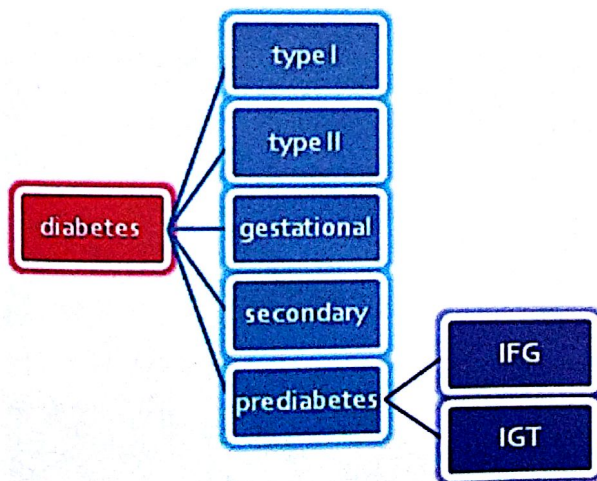 type I
type II
diabetes
gestational
secondary
prediabetes
IFG
IGT